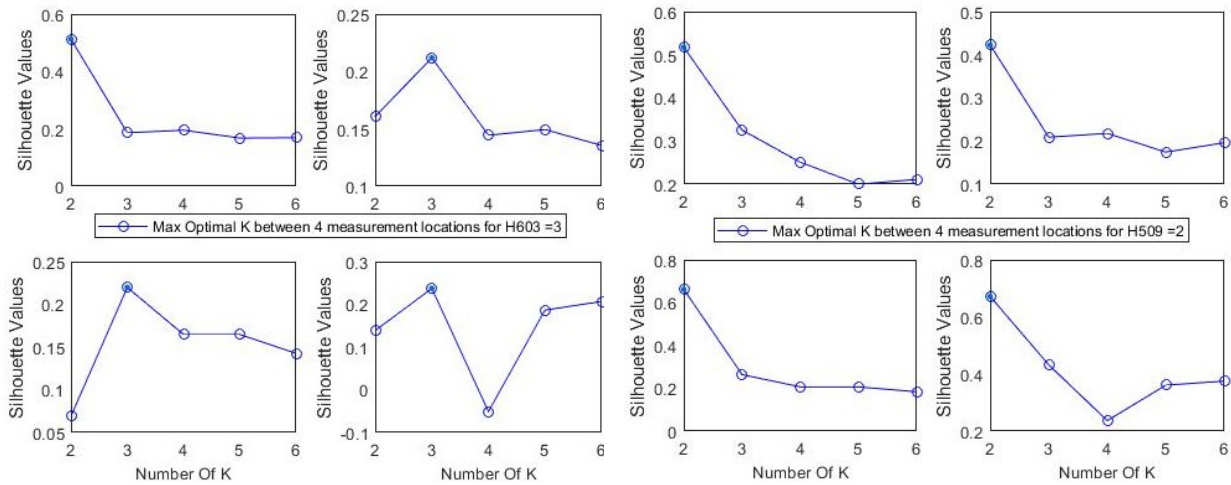 0.6
0.4
0.2
0
Silhouette Values
2 3 4 5 6
0.25
0.2
0.15
0.1
Silhouette Values
2 3 4 5 6
0.6
0.5
0.4
0.3
0.2
Silhouette Values
2 3 4 5 6
0.5
0.4
0.3
0.2
0.1
Silhouette Values
2 3 4 5 6
Max Optimal K between 4 measurement locations for H603 =3
Max Optimal K between 4 measurement locations for H509 =2
0.25
0.2
0.15
0.1
0.05
Silhouette Values
2 3 4 5 6
Number Of K
0.3
0.2
0.1
0
-0.1
Silhouette Values
2 3 4 5 6
Number Of K
0.8
0.6
0.4
0.2
0
Silhouette Values
2 3 4 5 6
Number Of K
0.8
0.6
0.4
0.2
Silhouette Values
2 3 4 5 6
Number Of K